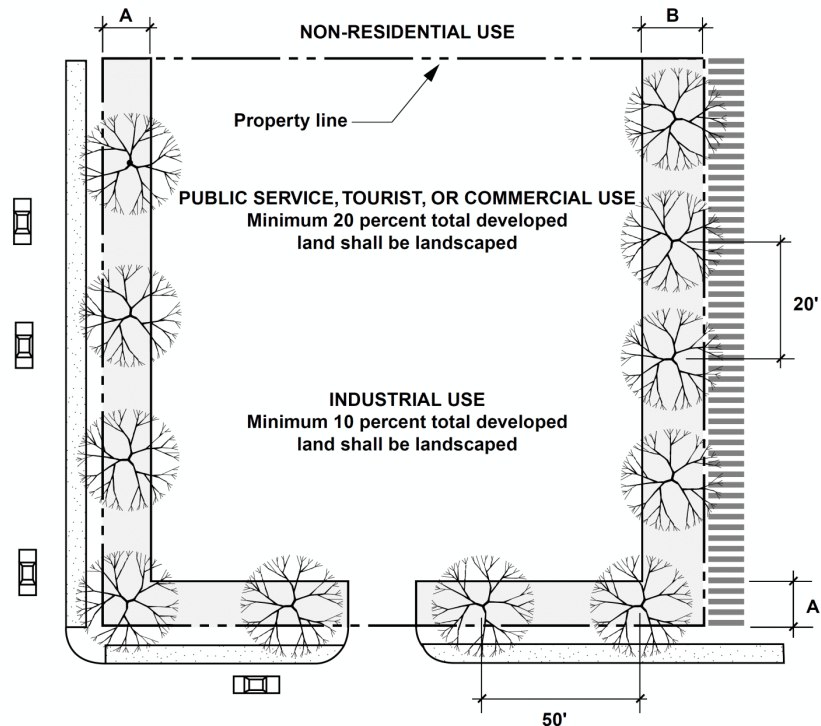 A
B
NON-RESIDENTIAL USE
Property line
PUBLIC SERVICE, TOURIST, OR COMMERCIAL USE
Minimum 20 percent total developed
land shall be landscaped
20'
INDUSTRIAL USE
Minimum 10 percent total developed
land shall be landscaped
A
50'